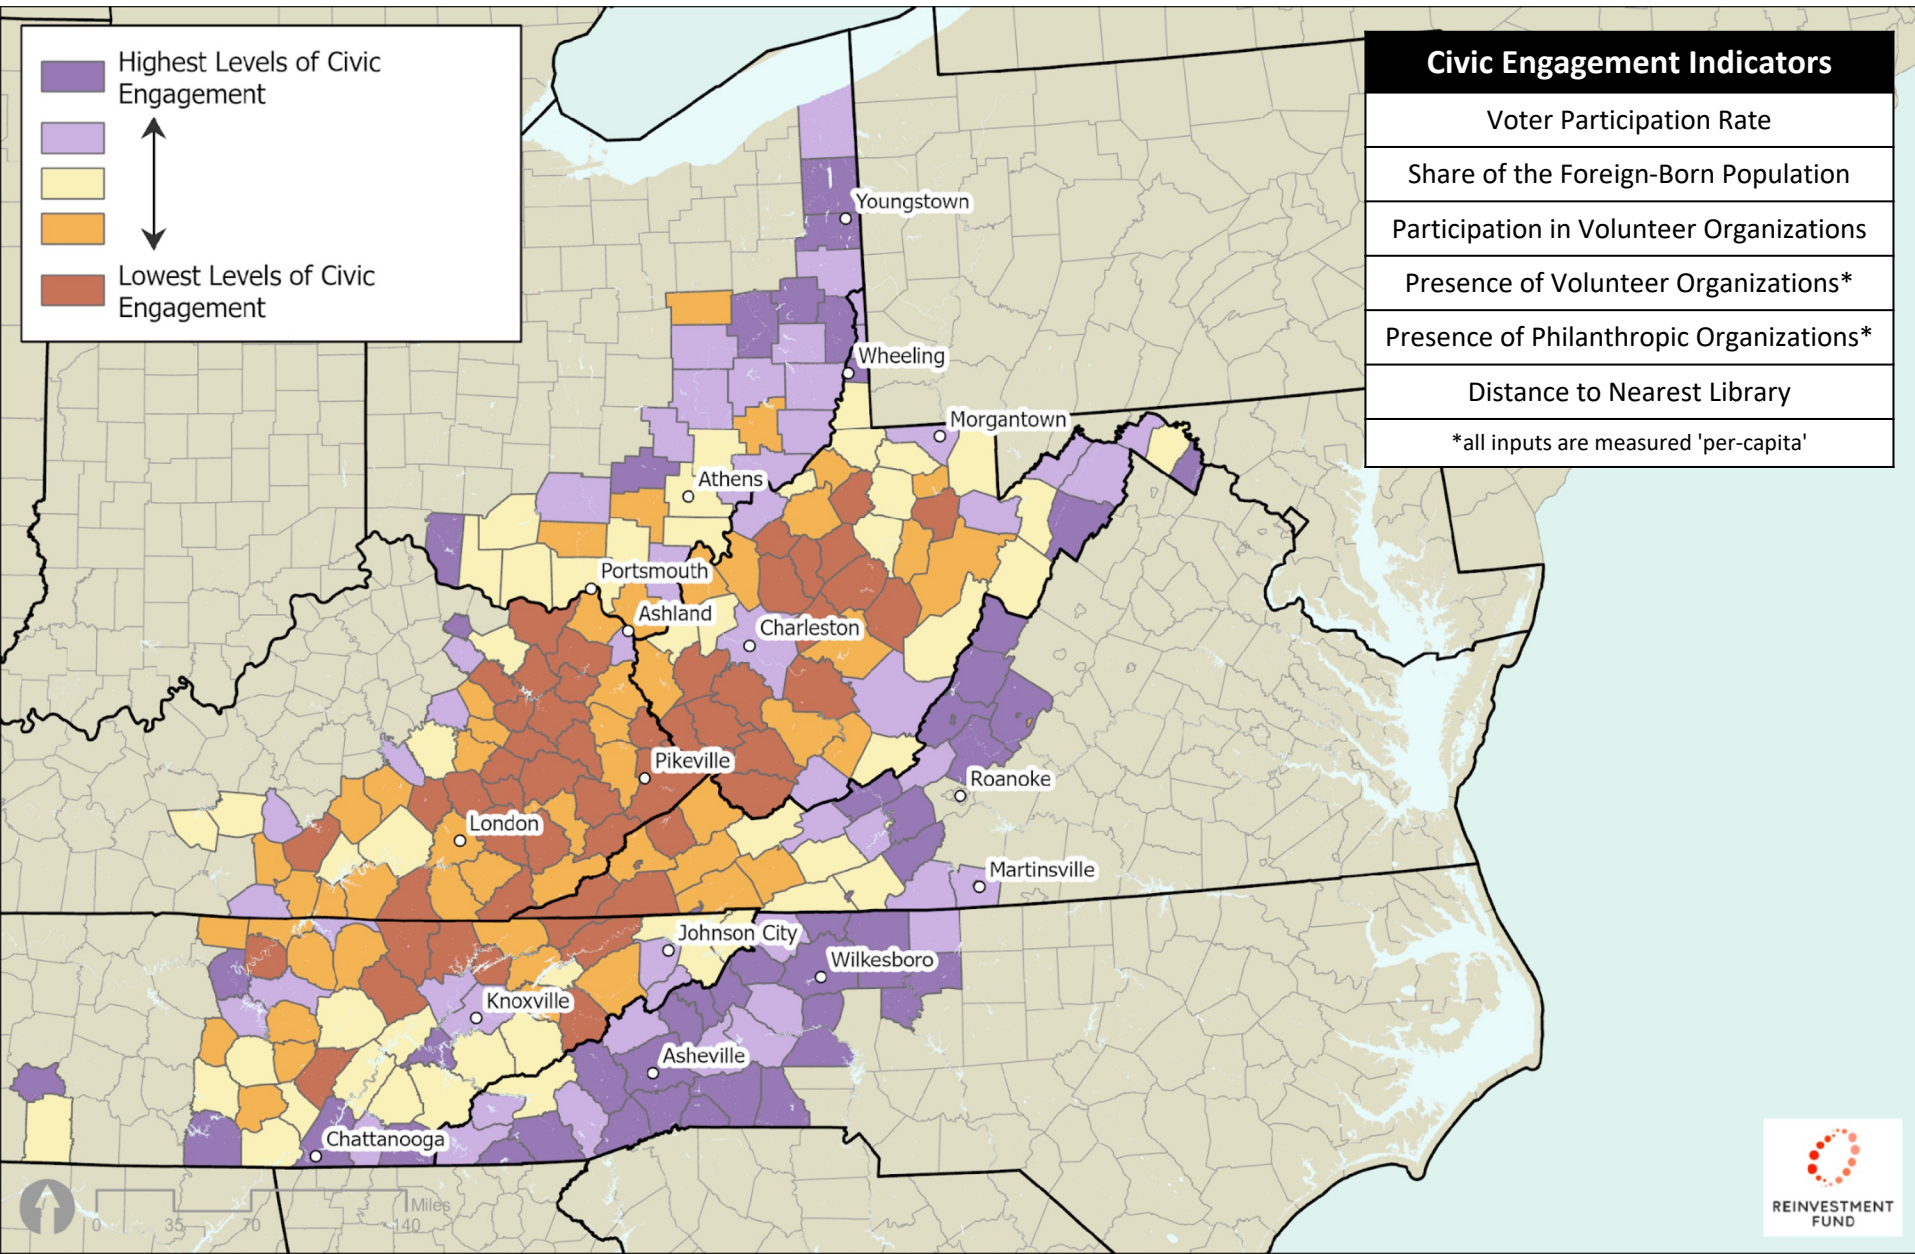 Highest Levels of Civic
Engagement
Lowest Levels of Civic
Engagement
Civic Engagement Indicators
Voter Participation Rate
Share of the Foreign-Born Population
Participation in Volunteer Organizations
Presence of Volunteer Organizations*
Presence of Philanthropic Organizations*
Distance to Nearest Library
*all inputs are measured 'per-capita'
Youngstown
Wheeling
Morgantown
Athens
Portsmouth
Ashland
Charleston
Pikeville
Roanoke
London
Martinsville
Johnson City
Wilkesboro
Knoxville
Asheville
Chattanooga
Miles
0 35 70 140
REINVESTMENT
FUND